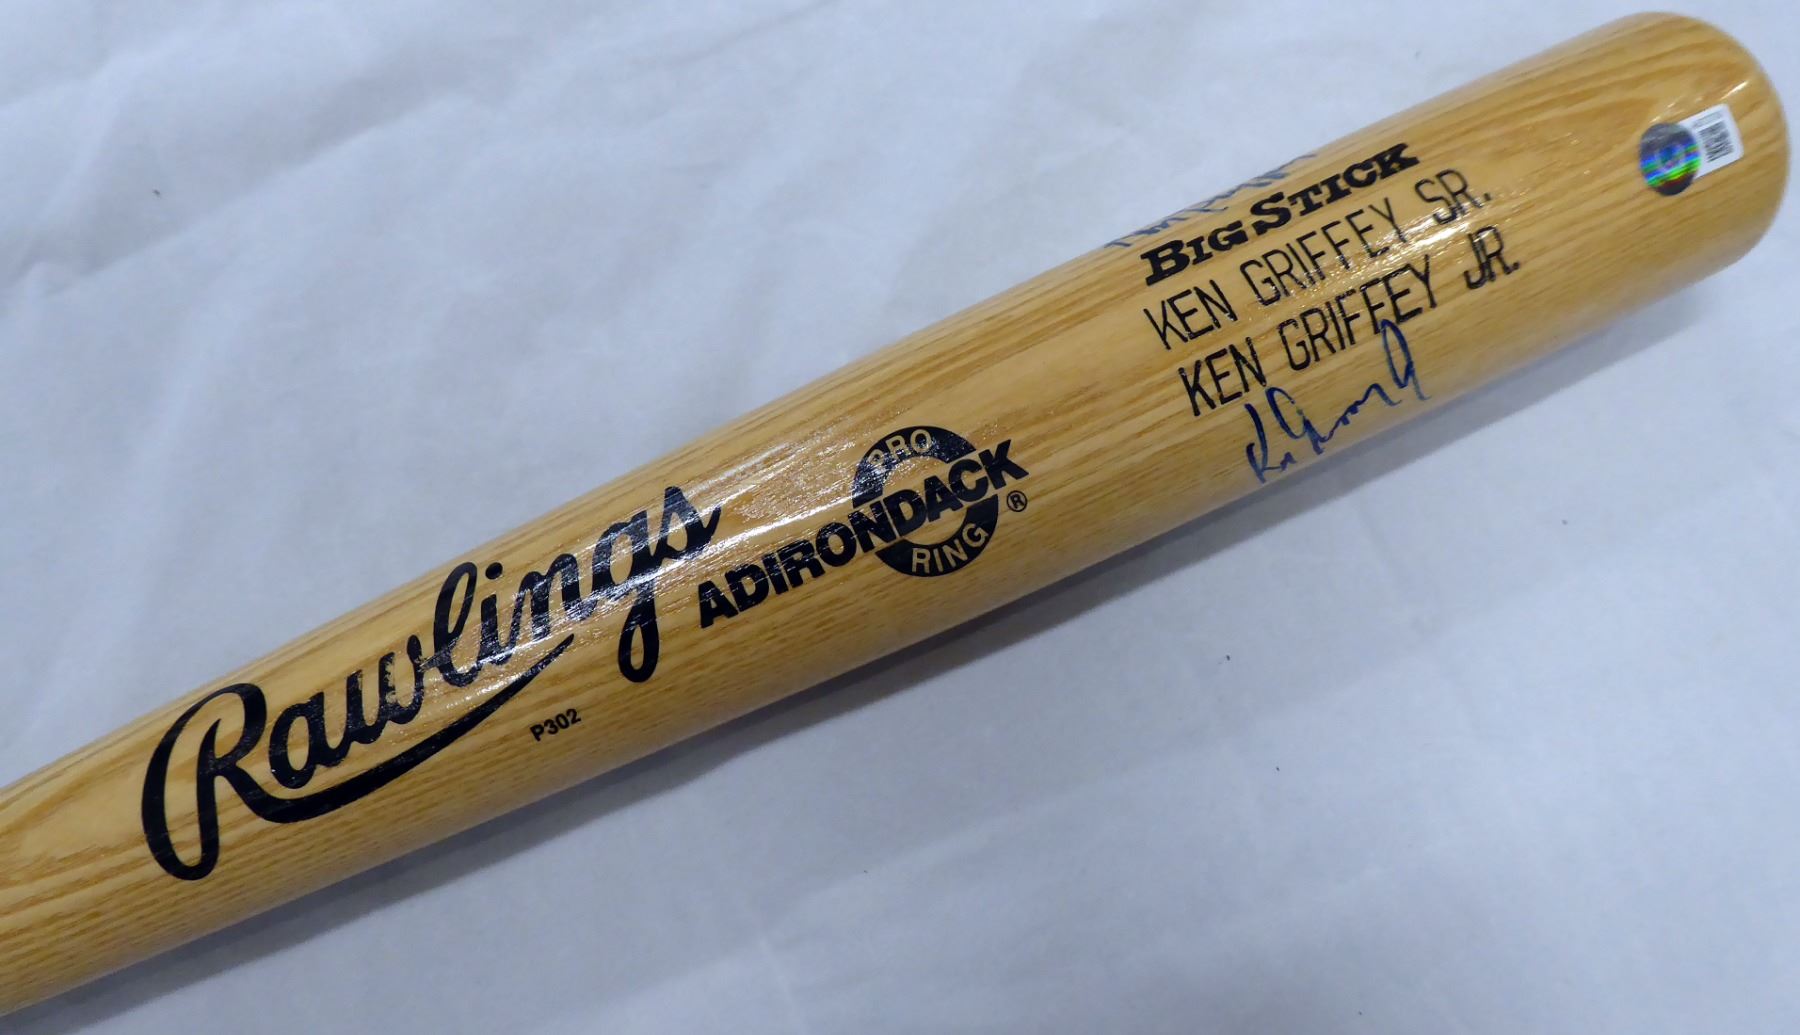 Rawlings
P302
ADIRONDACK
PRO
RING
®
BIG STICK
KEN GRIFFEY SR.
KEN GRIFFEY JR.